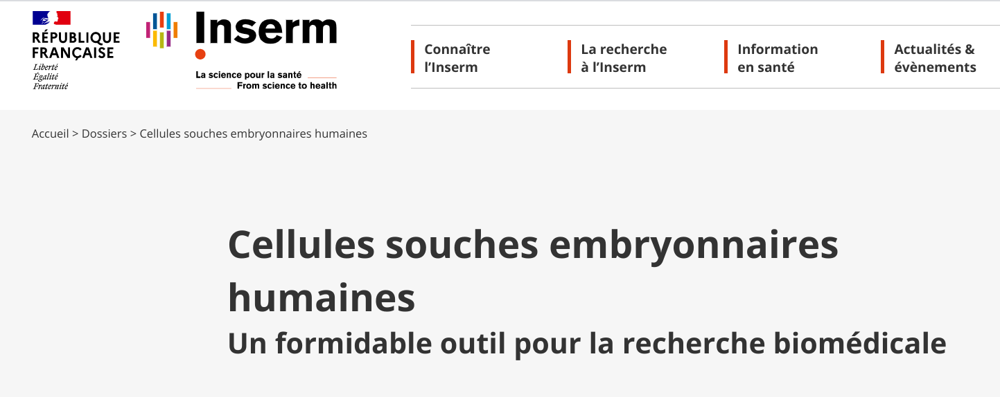 RÉPUBLIQUE
FRANÇAISE
Liberté
Égalité
Fraternité
Inserm
La science pour la santé
From science to health
Connaître
l’Inserm
La recherche
à l’Inserm
Information
en santé
Actualités &
évènements
Accueil > Dossiers > Cellules souches embryonnaires humaines
Cellules souches embryonnaires
humaines
Un formidable outil pour la recherche biomédicale